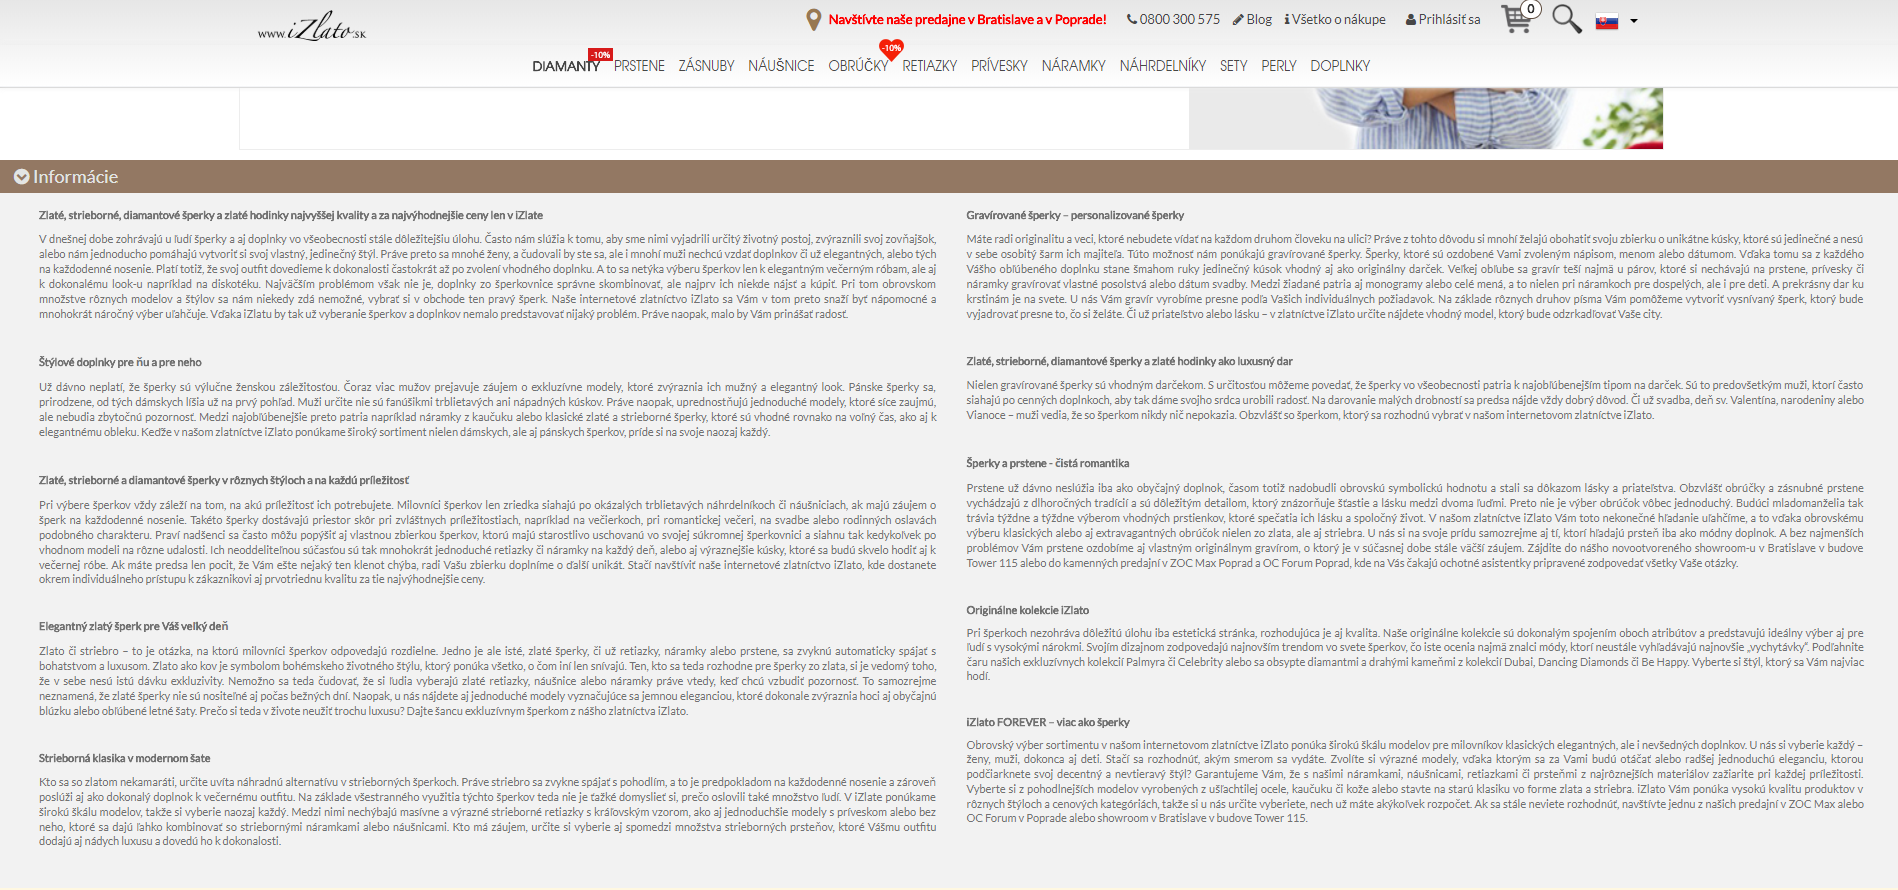 www.iZlato.sk
Navštívte naše predajne v Bratislave a v Poprade!
0800 300 575
Blog
Všetko o nákupe
Prihlásiť sa
0
DIAMANTY
-10%
PRSTENE
ZÁSNUBY
NÁUŠNICE
OBRÚČKY
-10%
RETIAZKY
PRÍVESKY
NÁRAMKY
NÁHRDELNÍKY
SETY
PERLY
DOPLNKY
Informácie
Zlaté, strieborné, diamantové šperky a zlaté hodinky najvyššej kvality a za najvýhodnejšie ceny len v iZlate
V dnešnej dobe zohrávajú u ľudí šperky a aj doplnky vo všeobecnosti stále dôležitejšiu úlohu. Často nám slúžia k tomu, aby sme nimi vyjadrili určitý životný postoj, zvýraznili svoj zovňajšok,
alebo nám jednoducho pomáhajú vytvoriť si svoj vlastný, jedinečný štýl. Práve preto sa mnohé ženy, a čudovali by ste sa, ale i mnohí muži nechcú vzdať doplnkov či už elegantných, alebo tých
na každodenné nosenie. Platí totiž, že svoj outfit dovedieme k dokonalosti častokrát až po zvolení vhodného doplnku. A to sa netýka výberu šperkov len k elegantným večerným róbam, ale aj
k dokonalému look-u napríklad na diskotéku. Najväčším problémom však nie je, doplnky zo šperkovnice správne skombinovať, ale najprv ich niekde nájsť a kúpiť. Pri tom obrovskom
množstve rôznych modelov a štýlov sa nám niekedy zdá nemožné, vybrať si v obchode ten pravý šperk. Naše internetové zlatníctvo iZlato sa Vám v tom preto snaží byť nápomocné a
mnohokrát náročný výber uľahčuje. Vďaka iZlatu by tak už vyberanie šperkov a doplnkov nemalo predstavovať nijaký problém. Práve naopak, malo by Vám prinášať radosť.
Štýlové doplnky pre ňu a pre neho
Už dávno neplatí, že šperky sú výlučne ženskou záležitosťou. Čoraz viac mužov prejavuje záujem o exkluzívne modely, ktoré zvýraznia ich mužný a elegantný look. Pánske šperky sa,
prirodzene, od tých dámskych líšia už na prvý pohľad. Muži určite nie sú fanúšikmi trblietavých ani nápadných kúskov. Práve naopak, uprednostňujú jednoduché modely, ktoré síce zaujmú,
ale nebudia zbytočnú pozornosť. Medzi najobľúbenejšie preto patria napríklad náramky z kaučuku alebo klasické zlaté a strieborné šperky, ktoré sú vhodné rovnako na voľný čas, ako aj k
elegantnému obleku. Keďže v našom zlatníctve iZlato ponúkame široký sortiment nielen dámskych, ale aj pánskych šperkov, príde si na svoje naozaj každý.
Zlaté, strieborné a diamantové šperky v rôznych štýloch a na každú príležitosť
Pri výbere šperkov vždy záleží na tom, na akú príležitosť ich potrebujete. Milovníci šperkov len zriedka siahajú po okázalých trblietavých náhrdelníkoch či náušniciach, ak majú záujem o
šperk na každodenné nosenie. Takéto šperky dostávajú priestor skôr pri zvláštnych príležitostiach, napríklad na večierkoch, pri romantickej večeri, na svadbe alebo rodinných oslavách
podobného charakteru. Praví nadšenci sa často môžu popýšiť aj vlastnou zbierkou šperkov, ktorú majú starostlivo uschovanú vo svojej súkromnej šperkovnici a siahnu tak kedykoľvek po
vhodnom modeli na rôzne udalosti. Ich neoddeliteľnou súčasťou sú tak mnohokrát jednoduché retiazky či náramky na každý deň, alebo aj výraznejšie kúsky, ktoré sa budú skvelo hodiť aj k
večernej róbe. Ak máte predsa len pocit, že Vám ešte nejaký ten klenot chýba, radi Vašu zbierku doplníme o ďalší unikát. Stačí navštíviť naše internetové zlatníctvo iZlato, kde dostanete
okrem individuálneho prístupu k zákazníkovi aj prvotriednu kvalitu za tie najvýhodnejšie ceny.
Elegantný zlatý šperk pre Váš veľký deň
Zlato či striebro – to je otázka, na ktorú milovníci šperkov odpovedajú rozdielne. Jedno je ale isté, zlaté šperky, či už retiazky, náramky alebo prstene, sa zvyknú automaticky spájať s
bohatstvom a luxusom. Zlato ako kov je symbolom bohémskeho životného štýlu, ktorý ponúka všetko, o čom iní len snívajú. Ten, kto sa teda rozhodne pre šperky zo zlata, si je vedomý toho,
že v sebe nesú istú dávku exkluzivity. Nemožno sa teda čudovať, že si ľudia vyberajú zlaté retiazky, náušnice alebo náramky práve vtedy, keď chcú vzbudiť pozornosť. To samozrejme
neznamená, že zlaté šperky nie sú nositeľné aj počas bežných dní. Naopak, u nás nájdete aj jednoduché modely vyznačujúce sa jemnou eleganciou, ktoré dokonale zvýraznia hoci aj obyčajnú
blúzku alebo obľúbené letné šaty. Prečo si teda v živote neužiť trochu luxusu? Dajte šancu exkluzívnym šperkom z nášho zlatníctva iZlato.
Strieborná klasika v modernom šate
Kto sa so zlatom nekamaráti, určite uvíta náhradnú alternatívu v strieborných šperkoch. Práve striebro sa zvykne spájať s pohodlím, a to je predpokladom na každodenné nosenie a zároveň
poslúži aj ako dokonalý doplnok k večernému outfitu. Na základe všestranného využitia týchto šperkov teda nie je ťažké domyslieť si, prečo oslovili také množstvo ľudí. V iZlate ponúkame
širokú škálu modelov, takže si vyberie naozaj každý. Medzi nimi nechýbajú masívne a výrazné strieborné retiazky s kráľovským vzorom, ako aj jednoduchšie modely s príveskom alebo bez
neho, ktoré sa dajú ľahko kombinovať so striebornými náramkami alebo náušnicami. Kto má záujem, určite si vyberie aj spomedzi množstva strieborných prsteňov, ktoré Vášmu outfitu
dodajú aj nádych luxusu a dovedú ho k dokonalosti.
Gravírované šperky – personalizované šperky
Máte radi originalitu a veci, ktoré nebudete vídať na každom druhom človeku na ulici? Práve z tohto dôvodu si mnohí želajú obohatiť svoju zbierku o unikátne kúsky, ktoré sú jedinečné a nesú
v sebe osobitý šarm ich majiteľa. Túto možnosť nám ponúkajú gravírované šperky. Šperky, ktoré sú ozdobené Vami zvoleným nápisom, menom alebo dátumom. Vďaka tomu sa z každého
Vášho obľúbeného doplnku stane šmahom ruky jedinečný kúsok vhodný aj ako originálny darček. Veľkej obľube sa gravír teší najmä u párov, ktoré si nechávajú na prstene, prívesky či
náramky gravírovať vlastné posolstvá alebo dátum svadby. Medzi žiadané patria aj monogramy alebo celé mená, a to nielen pri náramkoch pre dospelých, ale i pre deti. A prekrásny dar ku
krstinám je na svete. U nás Vám gravír vyrobíme presne podľa Vašich individuálnych požiadavok. Na základe rôznych druhov písma Vám pomôžeme vytvoriť vysnívaný šperk, ktorý bude
vyjadrovať presne to, čo si želáte. Či už priateľstvo alebo lásku – v zlatníctve iZlato určite nájdete vhodný model, ktorý bude odzrkadľovať Vaše city.
Zlaté, strieborné, diamantové šperky a zlaté hodinky ako luxusný dar
Nielen gravírované šperky sú vhodným darčekom. S určitosťou môžeme povedať, že šperky vo všeobecnosti patria k najobľúbenejším tipom na darček. Sú to predovšetkým muži, ktorí často
siahajú po cenných doplnkoch, aby tak dáme svojho srdca urobili radosť. Na darovanie malých drobností sa predsa nájde vždy dobrý dôvod. Či už svadba, deň sv. Valentína, narodeniny alebo
Vianoce – muži vedia, že so šperkom nikdy nič nepokazia. Obzvlášť so šperkom, ktorý sa rozhodnú vybrať v našom internetovom zlatníctve iZlato.
Šperky a prstene - čistá romantika
Prstene už dávno neslúžia iba ako obyčajný doplnok, časom totiž nadobudli obrovskú symbolickú hodnotu a stali sa dôkazom lásky a priateľstva. Obzvlášť obrúčky a zásnubné prstene
vychádzajú z dlhoročných tradícií a sú dôležitým detailom, ktorý znázorňuje šťastie a lásku medzi dvoma ľuďmi. Preto nie je výber obrúčok vôbec jednoduchý. Budúci mladomanželia tak
trávia týždne a týždne výberom vhodných prstienkov, ktoré spečatia ich lásku a spoločný život. V našom zlatníctve iZlato Vám toto nekonečné hľadanie uľahčíme, a to vďaka obrovskému
výberu klasických alebo aj extravagantných obrúčok nielen zo zlata, ale aj striebra. U nás si na svoje prídu samozrejme aj tí, ktorí hľadajú prsteň iba ako módny doplnok. A bez najmenších
problémov Vám prstene ozdobíme aj vlastným originálnym gravírom, o ktorý je v súčasnej dobe stále väčší záujem. Zájdite do nášho novootvoreného showroom-u v Bratislave v budove
Tower 115 alebo do kamenných predajní v ZOC Max Poprad a OC Forum Poprad, kde na Vás čakajú ochotné asistentky pripravené zodpovedať všetky Vaše otázky.
Originálne kolekcie iZlato
Pri šperkoch nezohráva dôležitú úlohu iba estetická stránka, rozhodujúca je aj kvalita. Naše originálne kolekcie sú dokonalým spojením oboch atribútov a predstavujú ideálny výber aj pre
ľudí s vysokými nárokmi. Svojím dizajnom zodpovedajú najnovším trendom vo svete šperkov, čo iste ocenia najmä znalci módy, ktorí neustále vyhľadávajú najnovšie „vychytávky“. Podľahnite
čaru našich exkluzívnych kolekcií Palmyra či Celebrity alebo sa obsypte diamantmi a drahými kameňmi z kolekcií Dubai, Dancing Diamonds či Be Happy. Vyberte si štýl, ktorý sa Vám najviac
hodí.
iZlato FOREVER – viac ako šperky
Obrovský výber sortimentu v našom internetovom zlatníctve iZlato ponúka širokú škálu modelov pre milovníkov klasických elegantných, ale i nevšedných doplnkov. U nás si vyberie každý –
ženy, muži, dokonca aj deti. Stačí sa rozhodnúť, akým smerom sa vydáte. Zvolíte si výrazné modely, vďaka ktorým sa za Vami budú otáčať alebo radšej jednoduchú eleganciu, ktorou
podčiarknete svoj decentný a nevtieravý štýl? Garantujeme Vám, že s našimi náramkami, náušnicami, retiazkami či prsteňmi z najrôznejších materiálov zažiarite pri každej príležitosti.
Vyberte si z pohodlnejších modelov vyrobených z ušľachtilej ocele, kaučuku či kože alebo stavte na starú klasiku vo forme zlata a striebra. iZlato Vám ponúka vysokú kvalitu produktov v
rôznych štýloch a cenových kategóriách, takže si u nás určite vyberiete, nech už máte akýkoľvek rozpočet. Ak sa stále neviete rozhodnúť, navštívte jednu z našich predajní v ZOC Max alebo
OC Forum v Poprade alebo showroom v Bratislave v budove Tower 115.